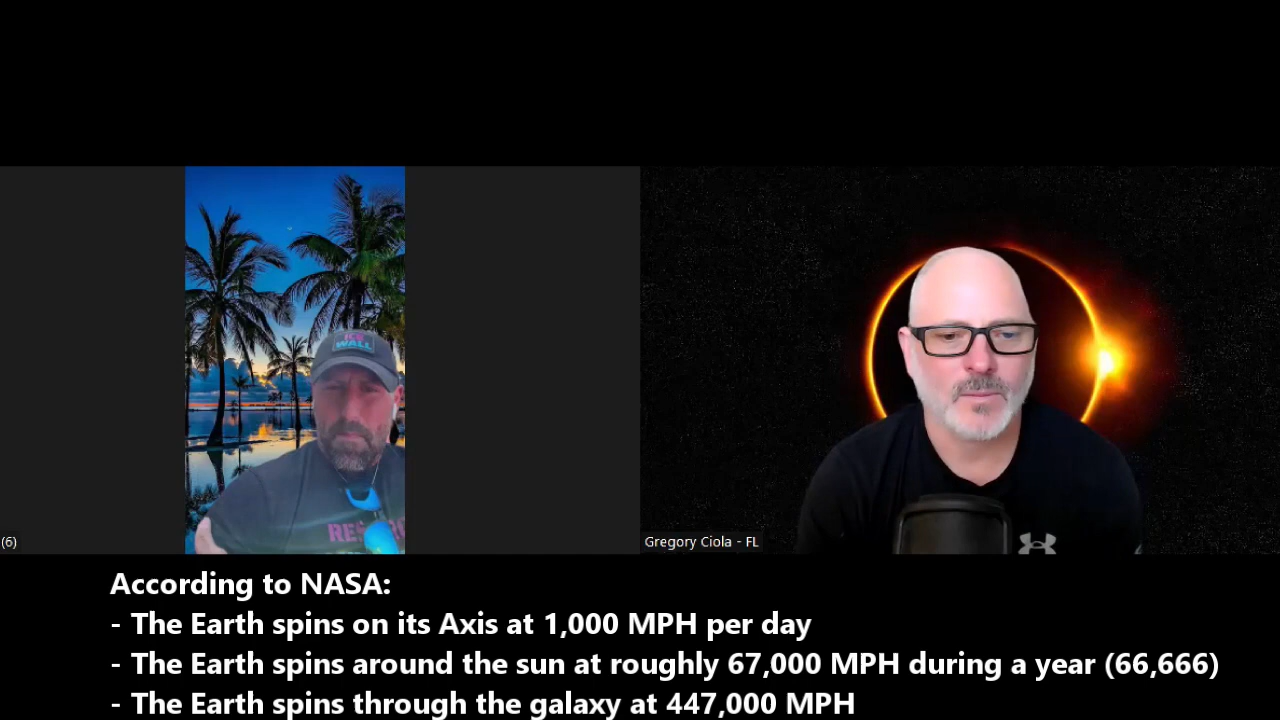 ICE
WALL
(6)
Gregory Ciola - FL
According to NASA:
- The Earth spins on its Axis at 1,000 MPH per day
- The Earth spins around the sun at roughly 67,000 MPH during a year (66,666)
- The Earth spins through the galaxy at 447,000 MPH